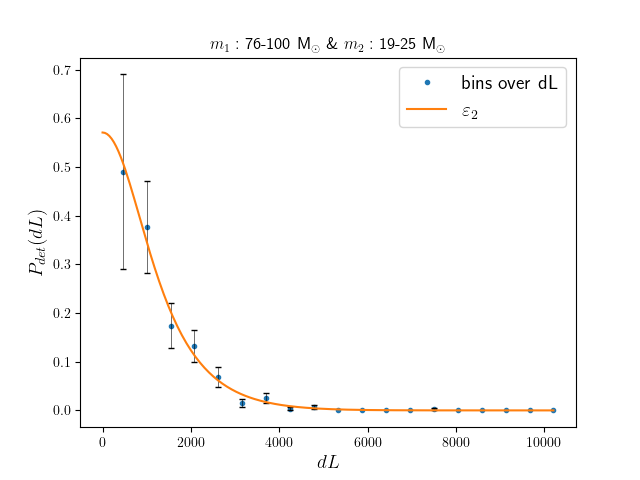 m₁ : 76-100 M⊙ & m₂ : 19-25 M⊙
bins over dL
ε₂
P_det(dL)
0.7
0.6
0.5
0.4
0.3
0.2
0.1
0.0
0 2000 4000 6000 8000 10000
dL